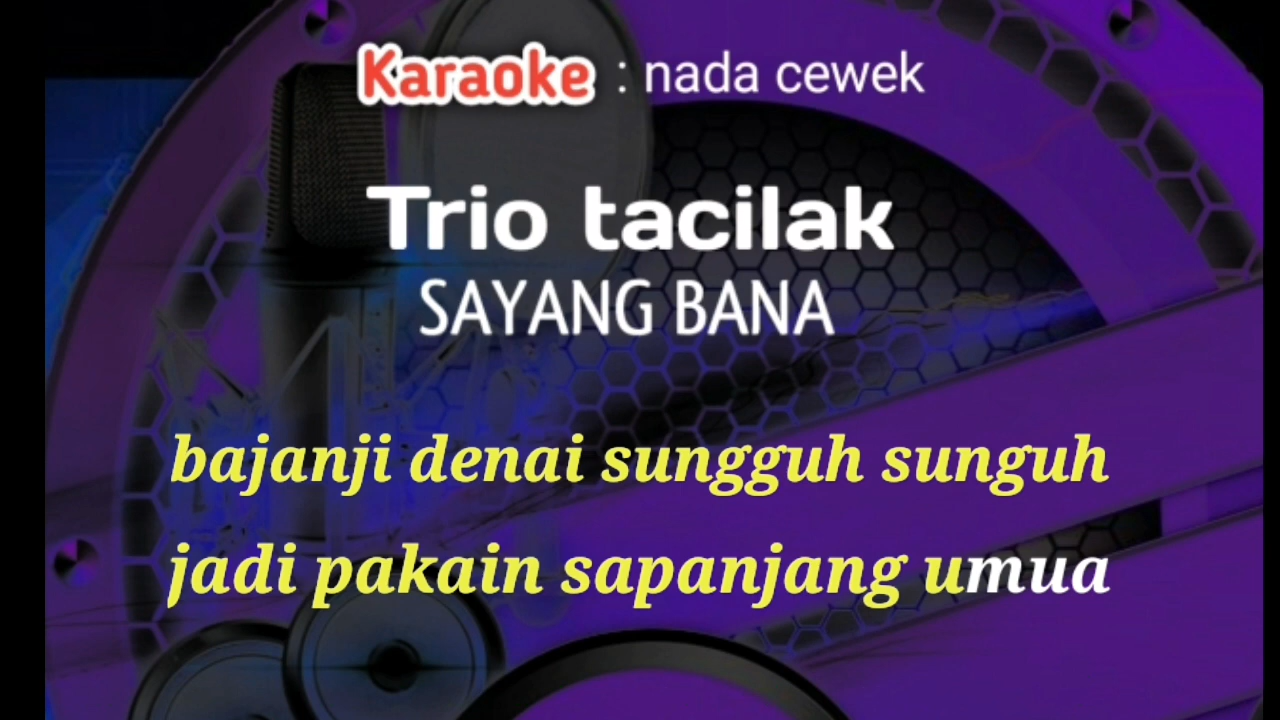 Karaoke : nada cewek
Trio tacilak
SAYANG BANA
bajanji denai sungguh sunguh
jadi pakain sapanjang umua